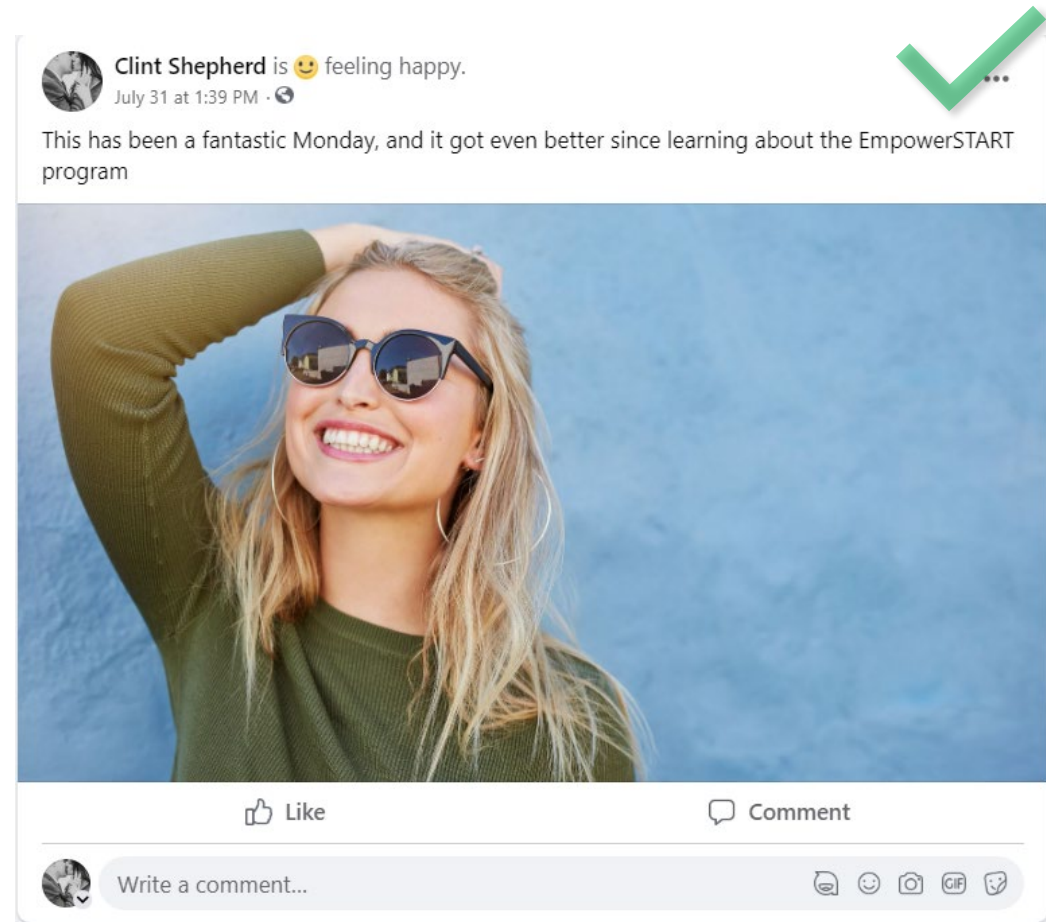 Clint Shepherd is 🙂 feeling happy.
July 31 at 1:39 PM ·
This has been a fantastic Monday, and it got even better since learning about the EmpowerSTART
program
Like Comment
Write a comment... GIF